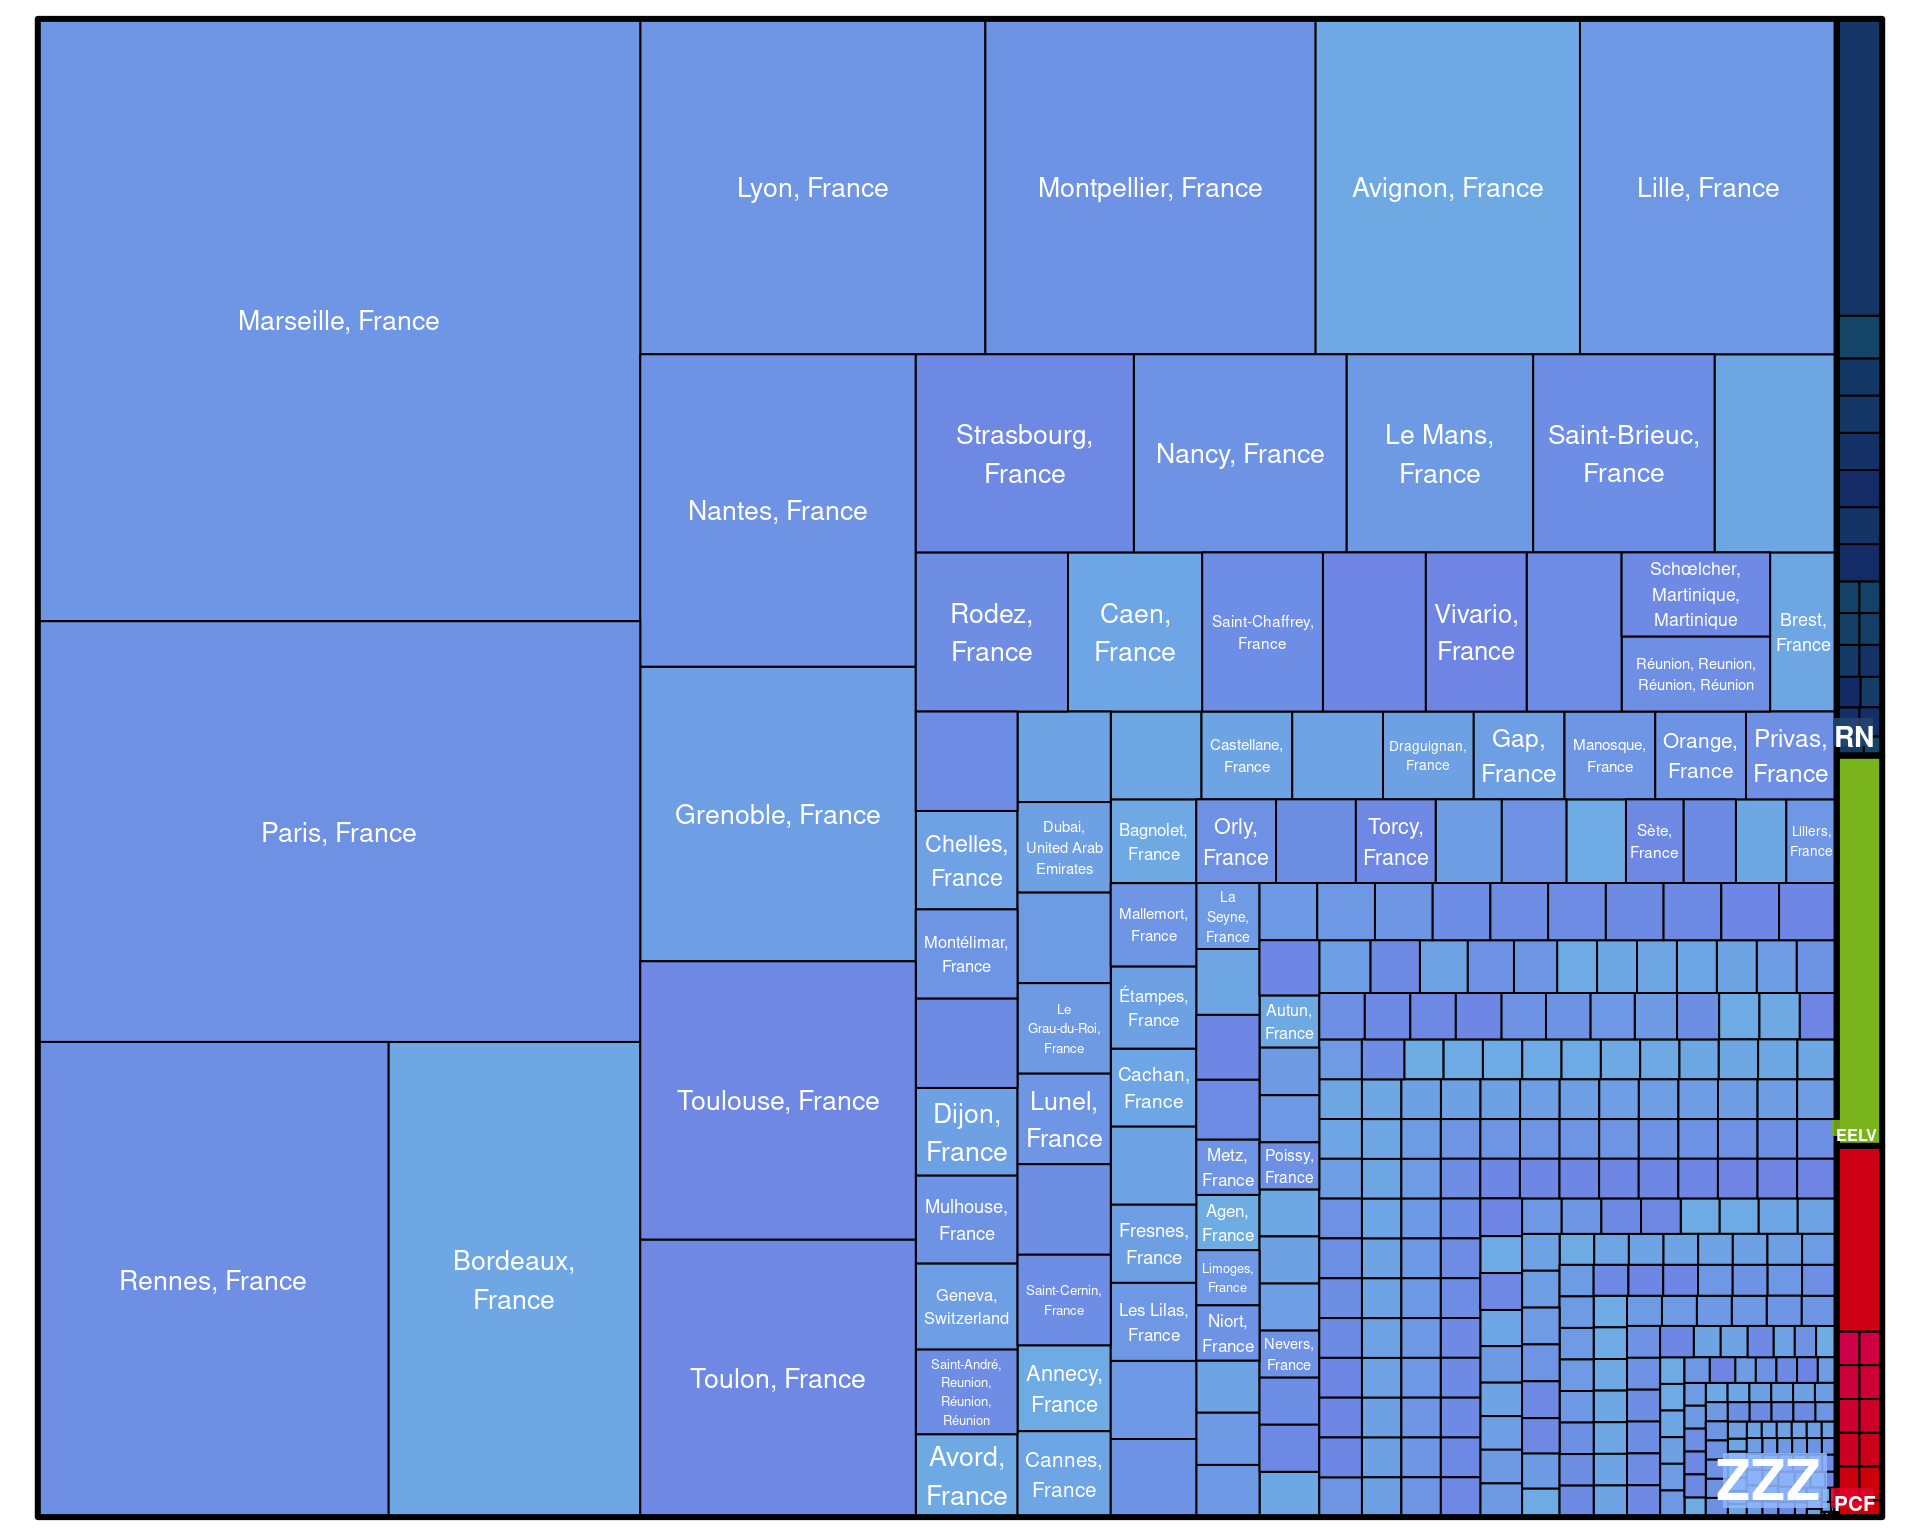 Marseille, France
Lyon, France
Montpellier, France
Avignon, France
Lille, France
Nantes, France
Strasbourg,
France
Nancy, France
Le Mans,
France
Saint-Brieuc,
France
Rodez,
France
Caen,
France
Saint-Chaffrey,
France
Vivario,
France
Schœlcher,
Martinique,
Martinique
Réunion, Reunion,
Réunion, Réunion
Brest,
France
Paris, France
Grenoble, France
Castellane,
France
Draguignan,
France
Gap,
France
Manosque,
France
Orange,
France
Privas,
France
RN
Chelles,
France
Dubai,
United Arab
Emirates
Bagnolet,
France
Orly,
France
Torcy,
France
Sète,
France
Lillers,
France
Montélimar,
France
Mallemort,
France
La
Seyne,
France
Le
Grau-du-Roi,
France
Étampes,
France
Autun,
France
Rennes, France
Bordeaux,
France
Toulouse, France
Dijon,
France
Lunel,
France
Cachan,
France
EELV
Mulhouse,
France
Metz,
France
Poissy,
France
Fresnes,
France
Agen,
France
Geneva,
Switzerland
Saint-Cernin,
France
Les Lilas,
France
Limoges,
France
Niort,
France
Nevers,
France
Toulon, France
Saint-André,
Reunion,
Réunion,
Réunion
Annecy,
France
Avord,
France
Cannes,
France
ZZZ
PCF